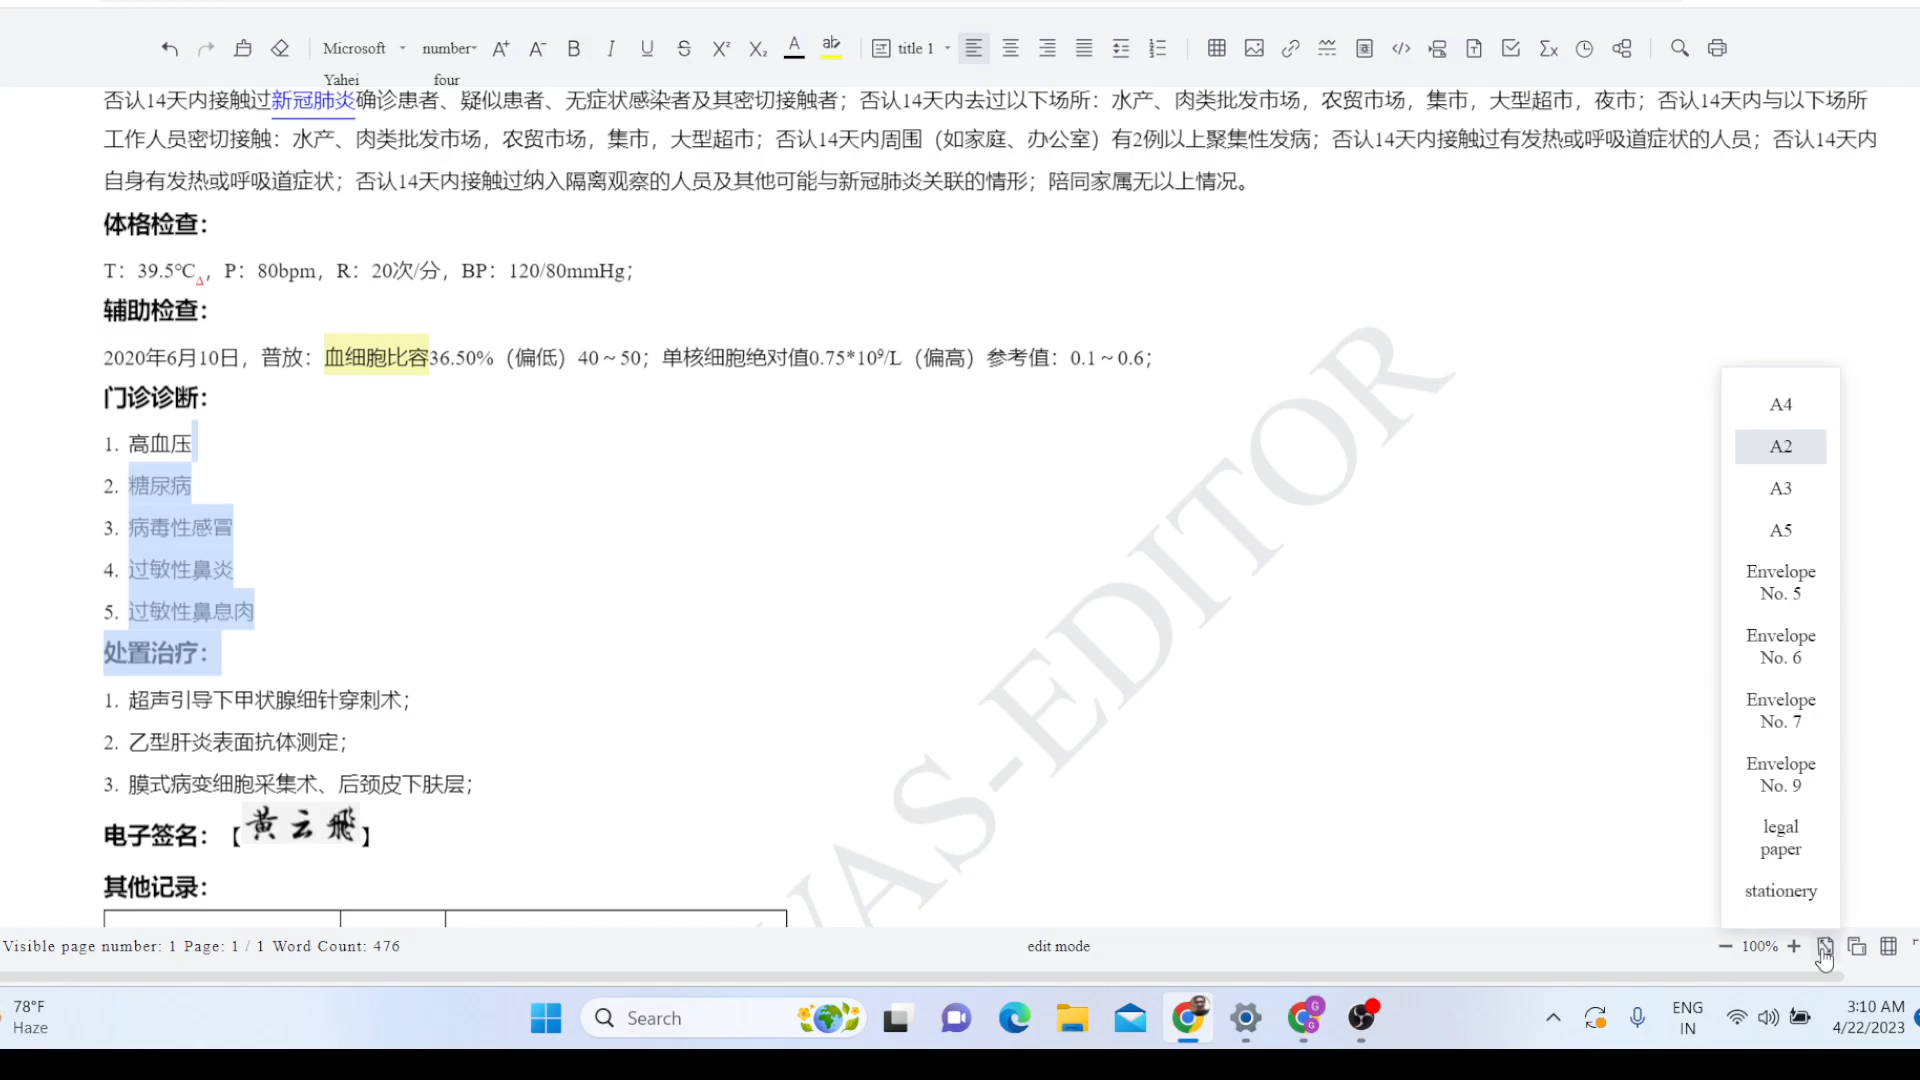 Microsoft Yahei
number four
title 1
否认14天内接触过新冠肺炎确诊患者、疑似患者、无症状感染者及其密切接触者；否认14天内去过以下场所：水产、肉类批发市场，农贸市场，集市，大型超市，夜市；否认14天内与以下场所
工作人员密切接触：水产、肉类批发市场，农贸市场，集市，大型超市；否认14天内周围（如家庭、办公室）有2例以上聚集性发病；否认14天内接触过有发热或呼吸道症状的人员；否认14天内
自身有发热或呼吸道症状；否认14天内接触过纳入隔离观察的人员及其他可能与新冠肺炎关联的情形；陪同家属无以上情况。
体格检查：
T：39.5℃△，P：80bpm，R：20次/分，BP：120/80mmHg；
辅助检查：
2020年6月10日，普放：血细胞比容36.50%（偏低）40～50；单核细胞绝对值0.75*10⁹/L（偏高）参考值：0.1～0.6；
门诊诊断：
1. 高血压
2. 糖尿病
3. 病毒性感冒
4. 过敏性鼻炎
5. 过敏性鼻息肉
处置治疗：
1. 超声引导下甲状腺细针穿刺术；
2. 乙型肝炎表面抗体测定；
3. 膜式病变细胞采集术、后颈皮下肤层；
电子签名：【黄云飛】
其他记录：
VAS-EDITOR
A4
A2
A3
A5
Envelope
No. 5
Envelope
No. 6
Envelope
No. 7
Envelope
No. 9
legal
paper
stationery
Visible page number: 1 Page: 1 / 1 Word Count: 476
edit mode
100%
78°F
Haze
Search
ENG
IN
3:10 AM
4/22/2023